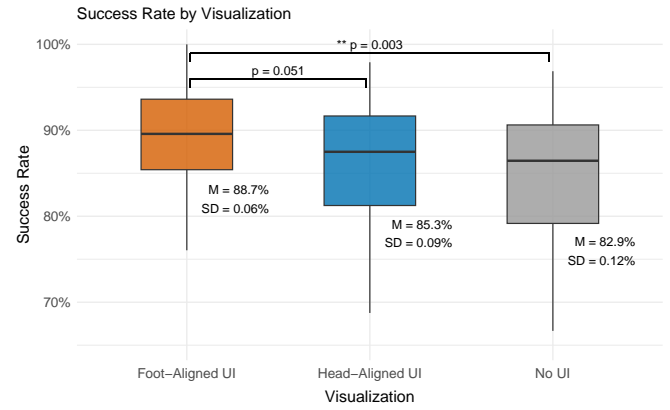 Success Rate by Visualization
100%
** p = 0.003
p = 0.051
90%
M = 88.7%
SD = 0.06%
M = 85.3%
SD = 0.09%
M = 82.9%
SD = 0.12%
80%
70%
Success Rate
Foot−Aligned UI
Head−Aligned UI
No UI
Visualization